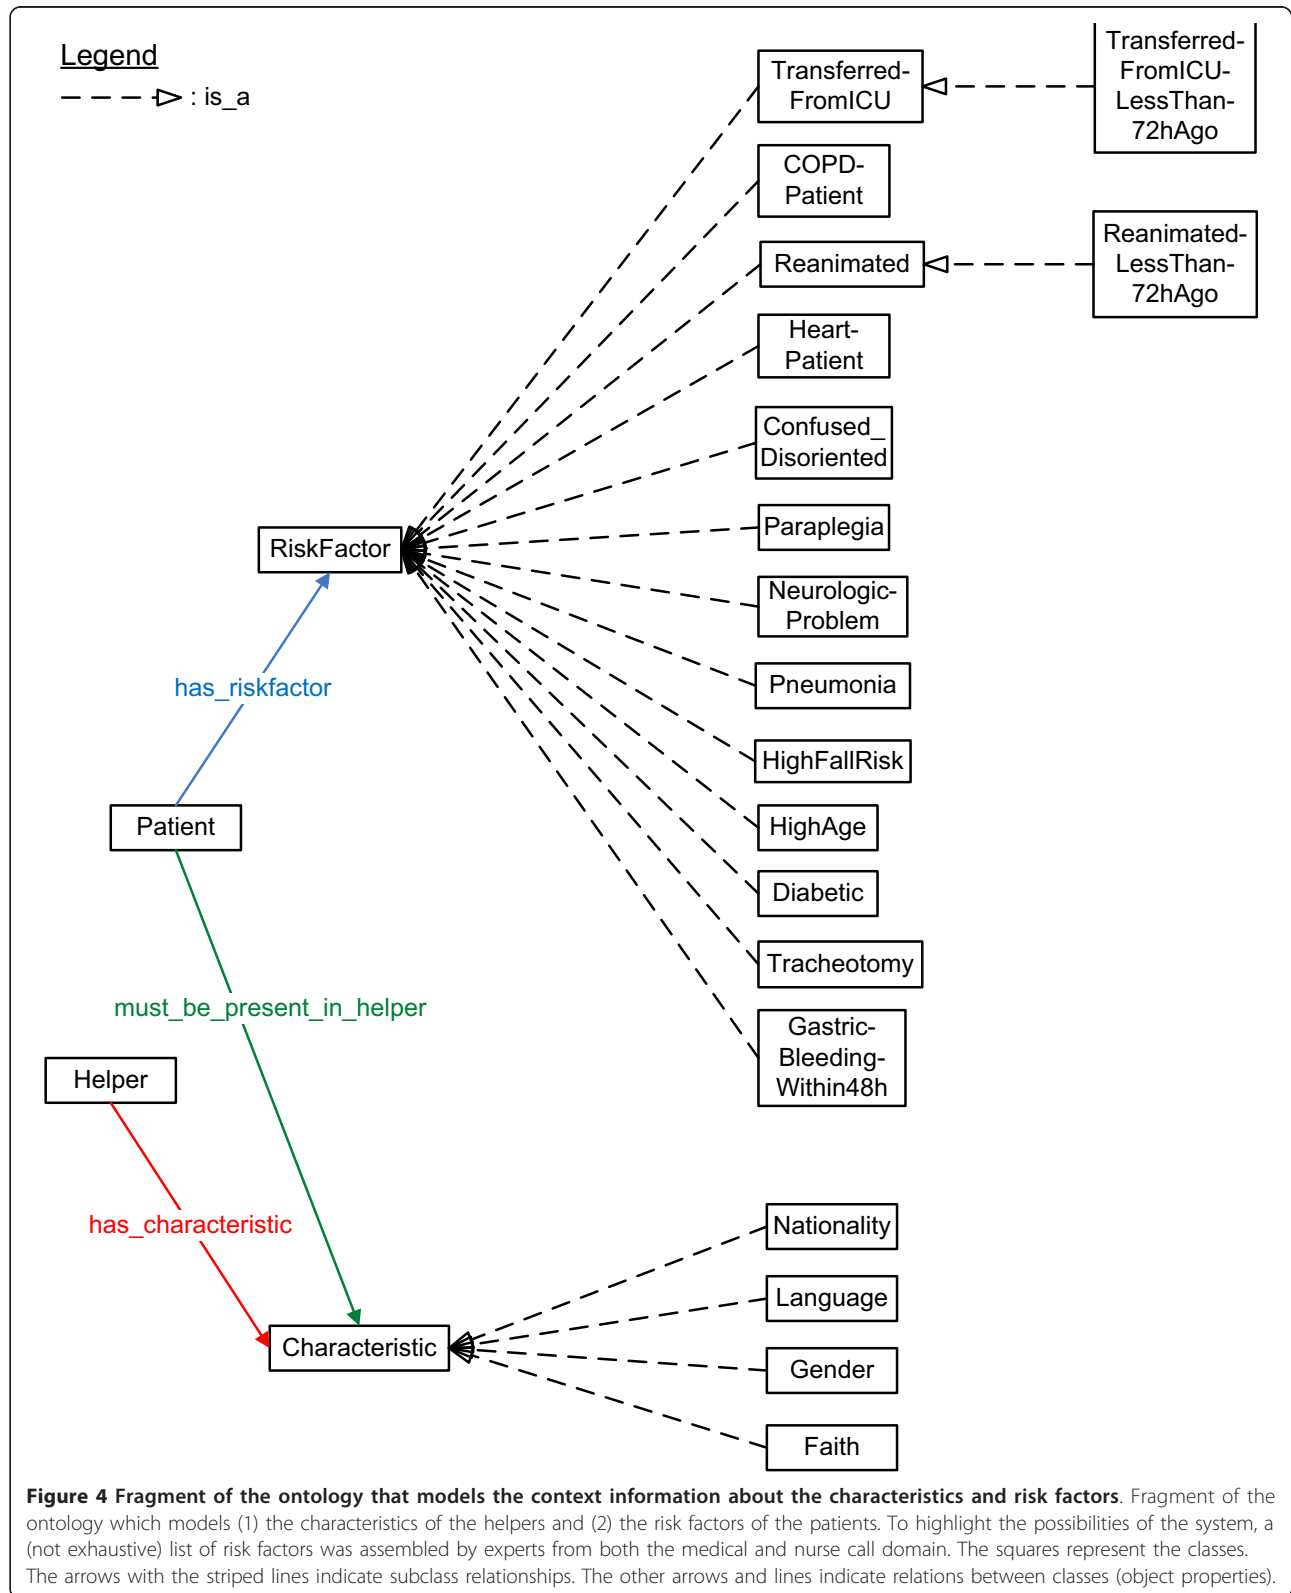 Legend
: is_a
Transferred-
FromICU
Transferred-
FromICU-
LessThan-
72hAgo
COPD-
Patient
Reanimated
Reanimated-
LessThan-
72hAgo
Heart-
Patient
Confused_
Disoriented
RiskFactor
Paraplegia
Neurologic-
Problem
has_riskfactor
Pneumonia
HighFallRisk
Patient
HighAge
Diabetic
Tracheotomy
must_be_present_in_helper
Gastric-
Bleeding-
Within48h
Helper
has_characteristic
Nationality
Language
Characteristic
Gender
Faith
Figure 4 Fragment of the ontology that models the context information about the characteristics and risk factors. Fragment of the
ontology which models (1) the characteristics of the helpers and (2) the risk factors of the patients. To highlight the possibilities of the system, a
(not exhaustive) list of risk factors was assembled by experts from both the medical and nurse call domain. The squares represent the classes.
The arrows with the striped lines indicate subclass relationships. The other arrows and lines indicate relations between classes (object properties).